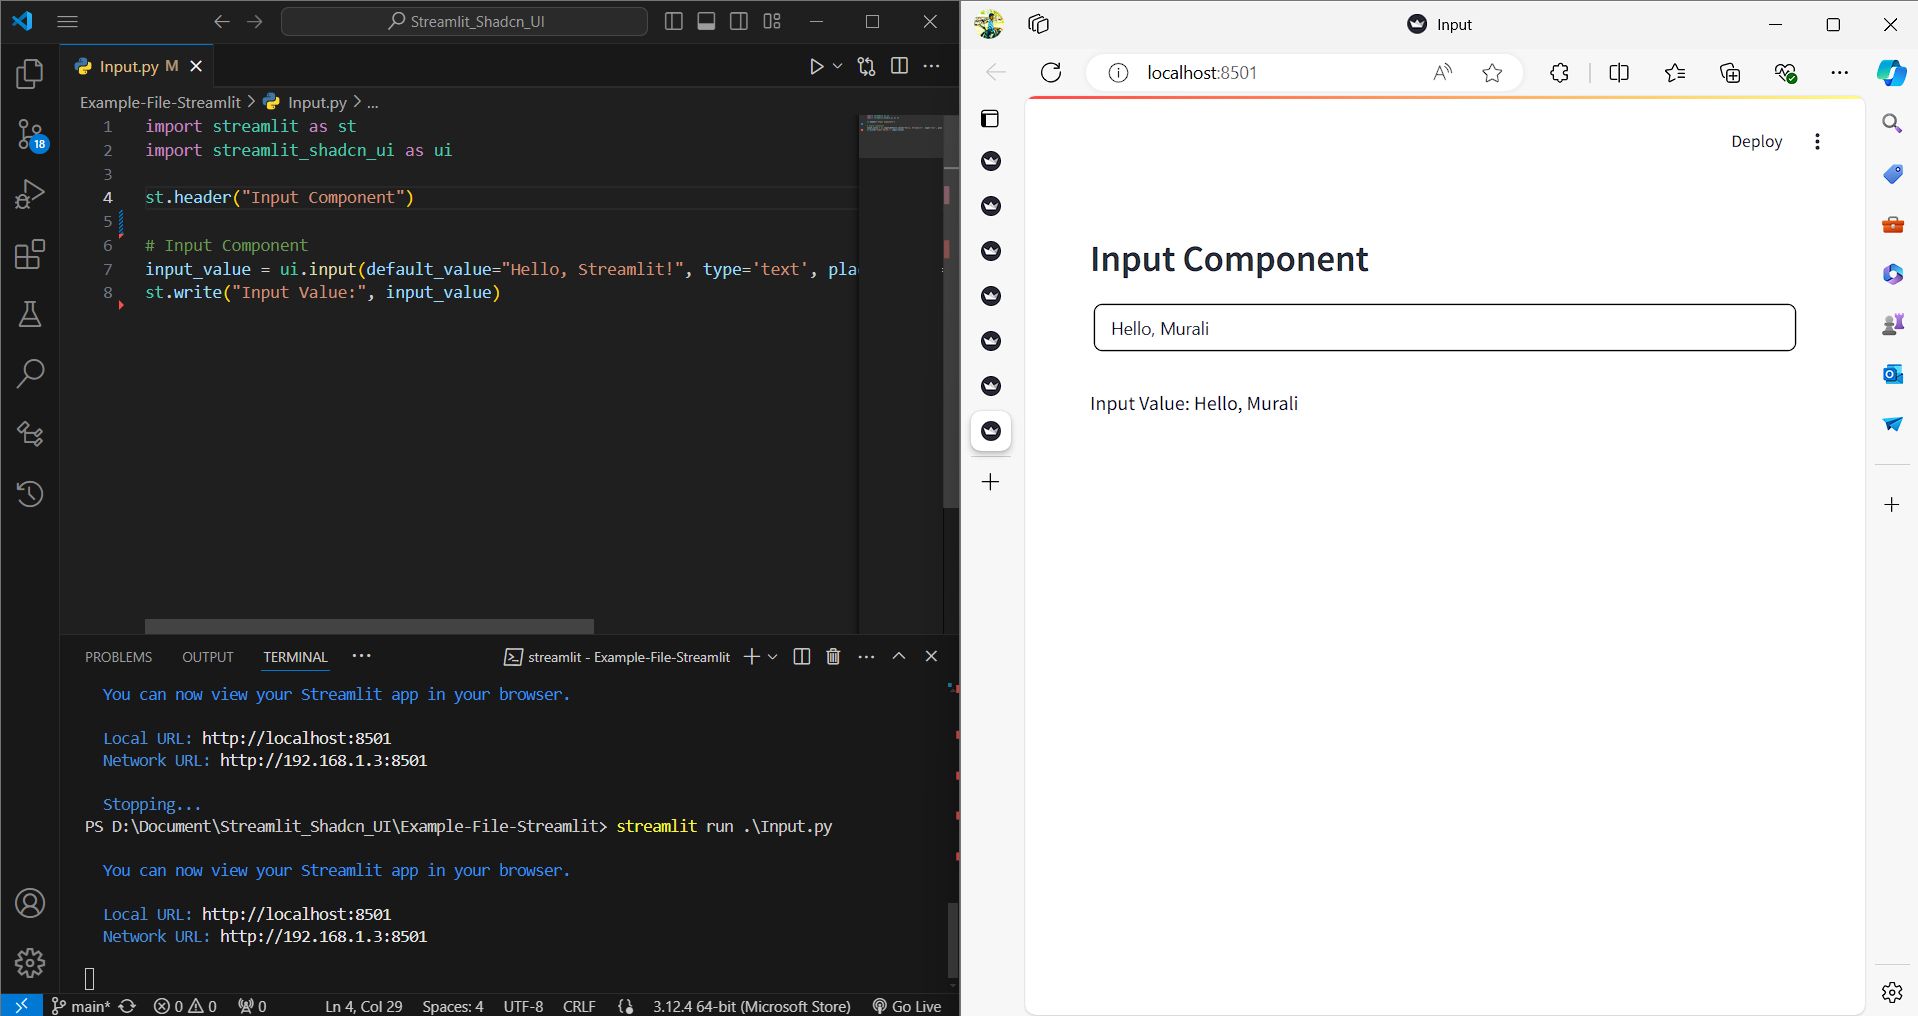 Streamlit_Shadcn_UI
Input.py M
Example-File-Streamlit > Input.py > ...
1 import streamlit as st
2 import streamlit_shadcn_ui as ui
3
4 st.header("Input Component")
5
6 # Input Component
7 input_value = ui.input(default_value="Hello, Streamlit!", type='text', pla
8 st.write("Input Value:", input_value)
18
PROBLEMS OUTPUT TERMINAL ... streamlit - Example-File-Streamlit
You can now view your Streamlit app in your browser.
Local URL: http://localhost:8501
Network URL: http://192.168.1.3:8501
Stopping...
PS D:\Document\Streamlit_Shadcn_UI\Example-File-Streamlit> streamlit run .\Input.py
You can now view your Streamlit app in your browser.
Local URL: http://localhost:8501
Network URL: http://192.168.1.3:8501
main* 0 0 0 Ln 4, Col 29 Spaces: 4 UTF-8 CRLF 3.12.4 64-bit (Microsoft Store) Go Live
Input
localhost:8501
Deploy
Input Component
Hello, Murali
Input Value: Hello, Murali